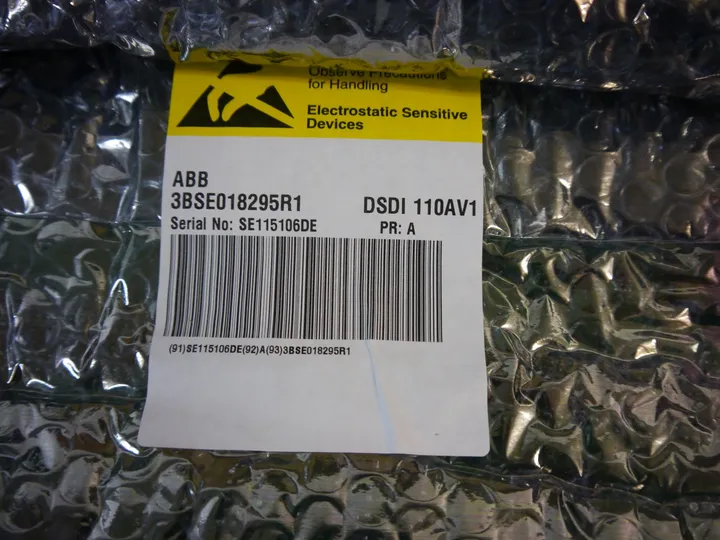 Observe Precautions
for Handling
Electrostatic Sensitive
Devices
ABB
3BSE018295R1 DSDI 110AV1
Serial No: SE115106DE PR: A
(91)SE115106DE(92)A(93)3BSE018295R1